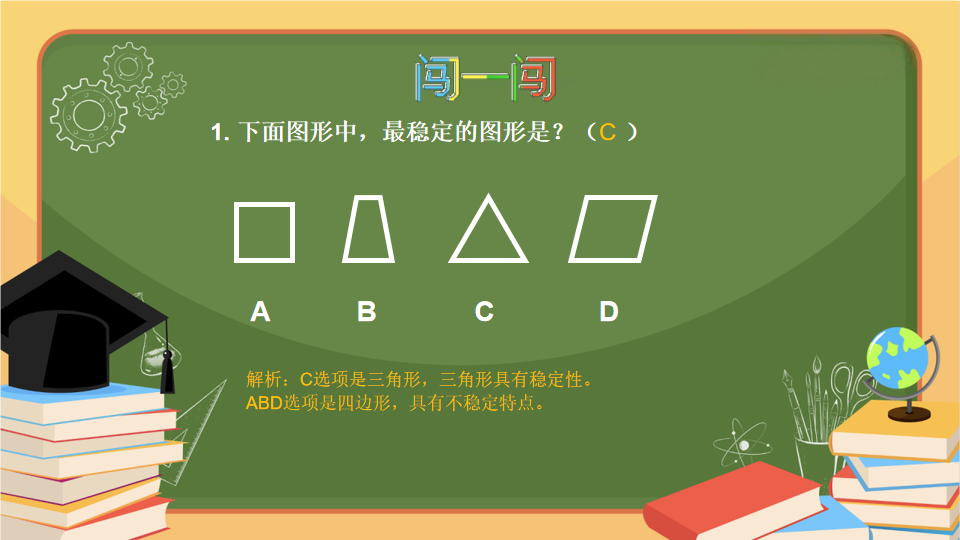 闯一闯
1. 下面图形中，最稳定的图形是？（C ）
A B C D
解析：C选项是三角形，三角形具有稳定性。
ABD选项是四边形，具有不稳定特点。